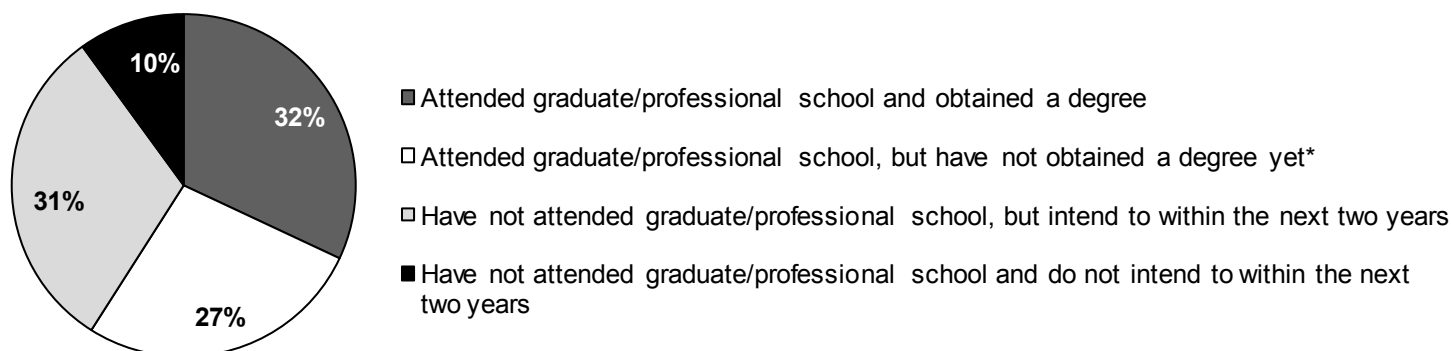 10%
32%
31%
27%
Attended graduate/professional school and obtained a degree
Attended graduate/professional school, but have not obtained a degree yet*
Have not attended graduate/professional school, but intend to within the next two years
Have not attended graduate/professional school and do not intend to within the next
two years